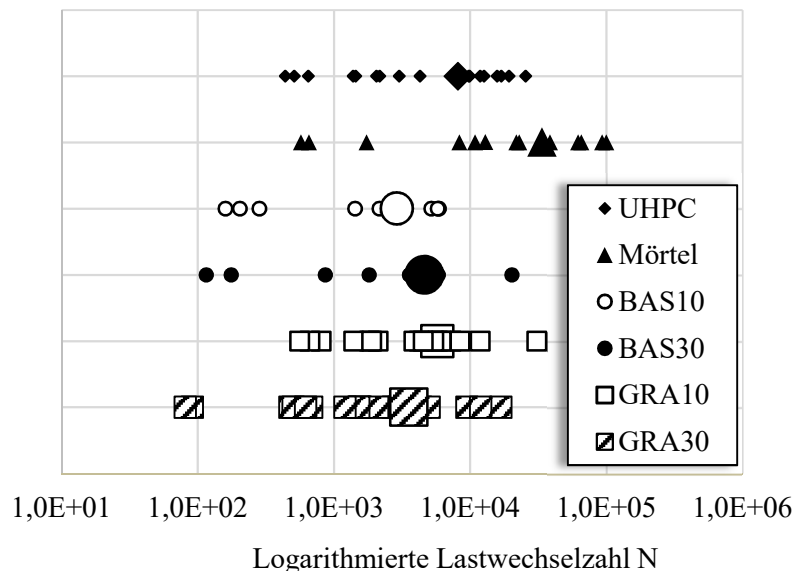 UHPC
Mörtel
BAS10
BAS30
GRA10
GRA30
1,0E+01 1,0E+02 1,0E+03 1,0E+04 1,0E+05 1,0E+06
Logarithmierte Lastwechselzahl N